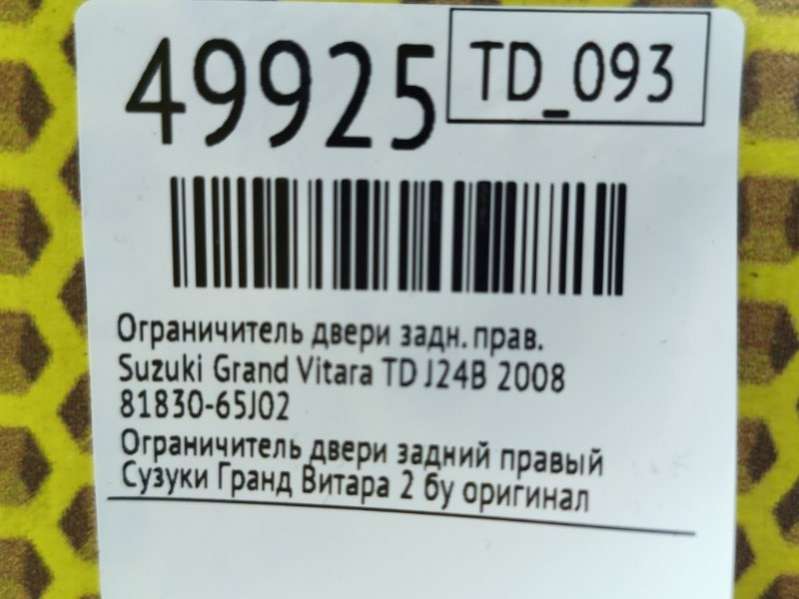 49925
TD_093
Ограничитель двери задн. прав.
Suzuki Grand Vitara TD J24B 2008
81830-65J02
Ограничитель двери задний правый
Сузуки Гранд Витара 2 бу оригинал